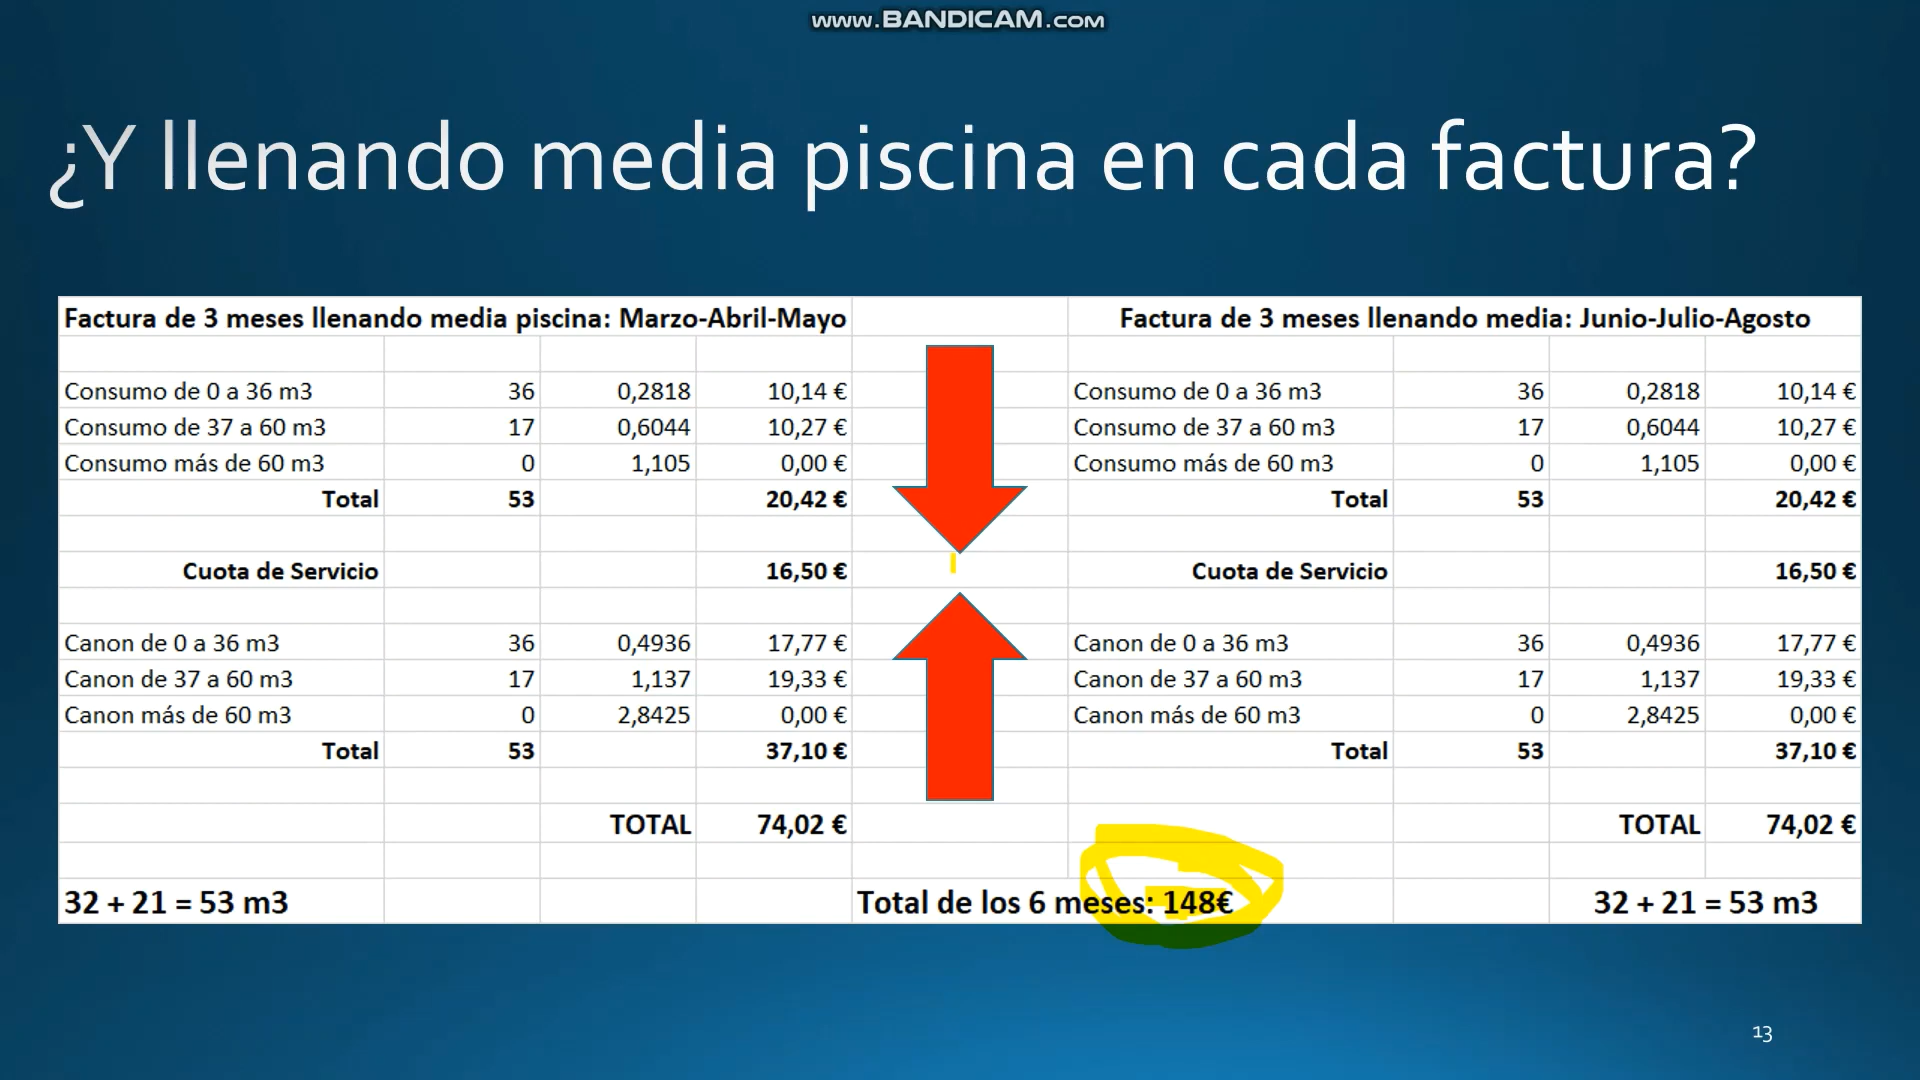 www.BANDICAM.com
¿Y llenando media piscina en cada factura?
Factura de 3 meses llenando media piscina: Marzo-Abril-Mayo
Consumo de 0 a 36 m3 36 0,2818 10,14 €
Consumo de 37 a 60 m3 17 0,6044 10,27 €
Consumo más de 60 m3 0 1,105 0,00 €
Total 53 20,42 €
Cuota de Servicio 16,50 €
Canon de 0 a 36 m3 36 0,4936 17,77 €
Canon de 37 a 60 m3 17 1,137 19,33 €
Canon más de 60 m3 0 2,8425 0,00 €
Total 53 37,10 €
TOTAL 74,02 €
32 + 21 = 53 m3
Factura de 3 meses llenando media: Junio-Julio-Agosto
Consumo de 0 a 36 m3 36 0,2818 10,14 €
Consumo de 37 a 60 m3 17 0,6044 10,27 €
Consumo más de 60 m3 0 1,105 0,00 €
Total 53 20,42 €
Cuota de Servicio 16,50 €
Canon de 0 a 36 m3 36 0,4936 17,77 €
Canon de 37 a 60 m3 17 1,137 19,33 €
Canon más de 60 m3 0 2,8425 0,00 €
Total 53 37,10 €
TOTAL 74,02 €
Total de los 6 meses: 148€
32 + 21 = 53 m3
13